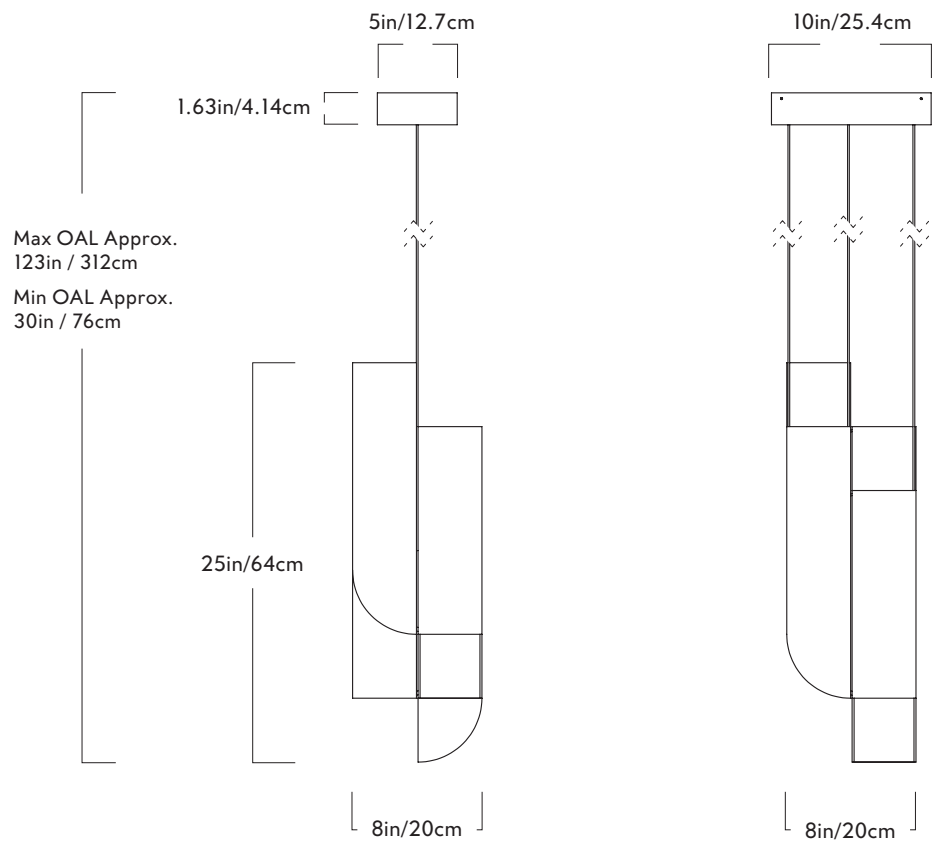 5in/12.7cm
10in/25.4cm
1.63in/4.14cm
Max OAL Approx.
123in / 312cm
Min OAL Approx.
30in / 76cm
25in/64cm
8in/20cm
8in/20cm